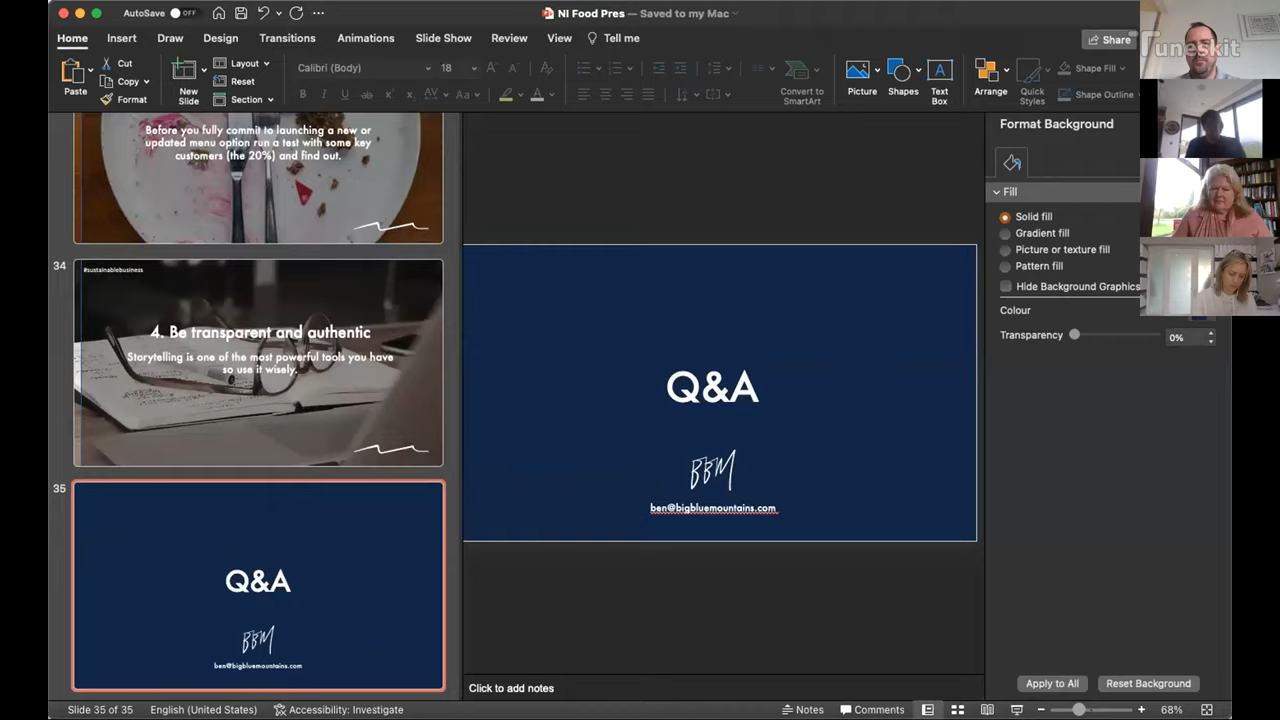 AutoSave OFF
Ni Food Pres — Saved to my Mac
Home Insert Draw Design Transitions Animations Slide Show Review View Tell me
Share
Tuneskit
Paste
Cut
Copy
Format
New Slide
Layout
Reset
Section
Calibri (Body) 18
Convert to SmartArt
Picture
Shapes
Text Box
Arrange
Quick Styles
Shape Fill
Shape Outline
Before you fully commit to launching a new or
updated menu option run a test with some key
customers (the 20%) and find out.
34
#sustainablebusiness
4. Be transparent and authentic
Storytelling is one of the most powerful tools you have
so use it wisely.
35
Q&A
BBM
ben@bigbluemountains.com
Q&A
BBM
ben@bigbluemountains.com
Format Background
Fill
Solid fill
Gradient fill
Picture or texture fill
Pattern fill
Hide Background Graphics
Colour
Transparency 0%
Apply to All Reset Background
Click to add notes
Slide 35 of 35 English (United States) Accessibility: Investigate Notes Comments 68%